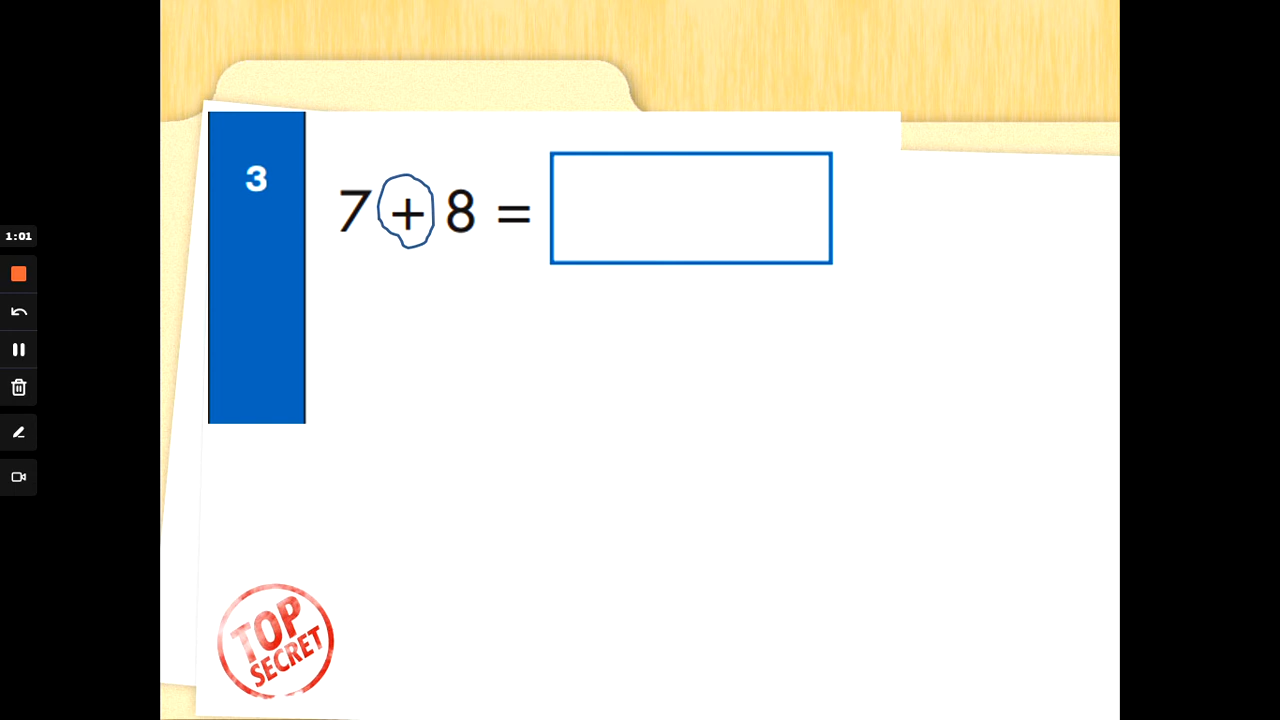 3
7 + 8 =
1:01
TOP
SECRET